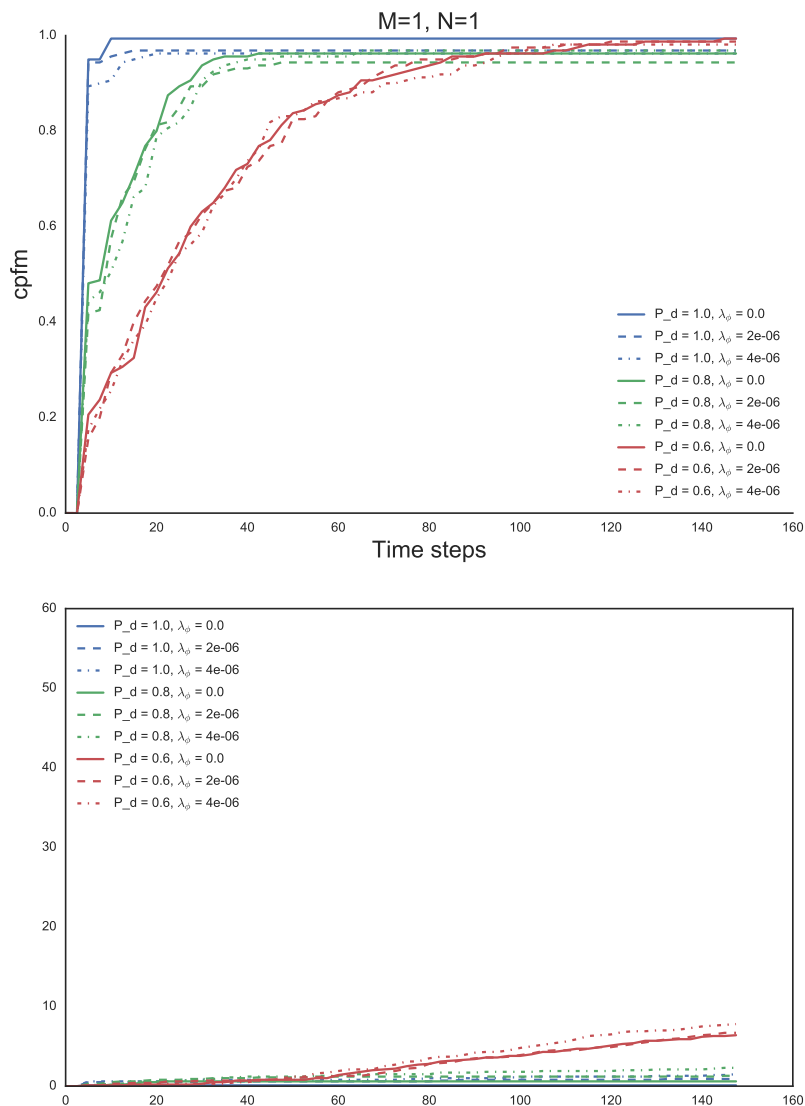 M=1, N=1
1.0
0.8
0.6
0.4
0.2
0.0
cpfm
P_d = 1.0, λ_ϕ = 0.0
P_d = 1.0, λ_ϕ = 2e-06
P_d = 1.0, λ_ϕ = 4e-06
P_d = 0.8, λ_ϕ = 0.0
P_d = 0.8, λ_ϕ = 2e-06
P_d = 0.8, λ_ϕ = 4e-06
P_d = 0.6, λ_ϕ = 0.0
P_d = 0.6, λ_ϕ = 2e-06
P_d = 0.6, λ_ϕ = 4e-06
0 20 40 60 80 100 120 140 160
Time steps
60
50
40
30
20
10
0
P_d = 1.0, λ_ϕ = 0.0
P_d = 1.0, λ_ϕ = 2e-06
P_d = 1.0, λ_ϕ = 4e-06
P_d = 0.8, λ_ϕ = 0.0
P_d = 0.8, λ_ϕ = 2e-06
P_d = 0.8, λ_ϕ = 4e-06
P_d = 0.6, λ_ϕ = 0.0
P_d = 0.6, λ_ϕ = 2e-06
P_d = 0.6, λ_ϕ = 4e-06
0 20 40 60 80 100 120 140 160